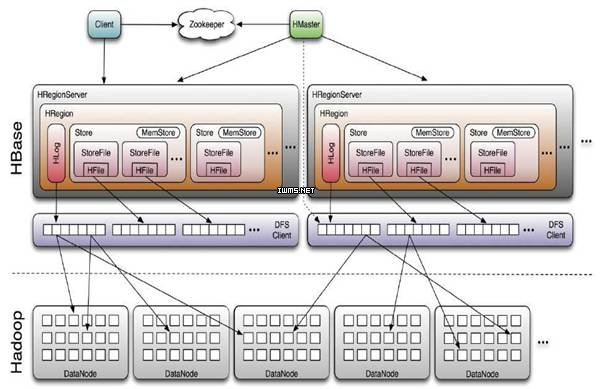 Client
Zookeeper
HMaster
HBase
HRegionServer
HRegion
HLog
Store
MemStore
StoreFile
HFile
StoreFile
HFile
...
Store
MemStore
StoreFile
HFile
...
...
HRegionServer
HRegion
HLog
Store
MemStore
StoreFile
HFile
StoreFile
HFile
...
Store
MemStore
StoreFile
HFile
...
...
...
IWMS.NET
...
DFS
Client
...
DFS
Client
Hadoop
DataNode
DataNode
DataNode
DataNode
DataNode
...